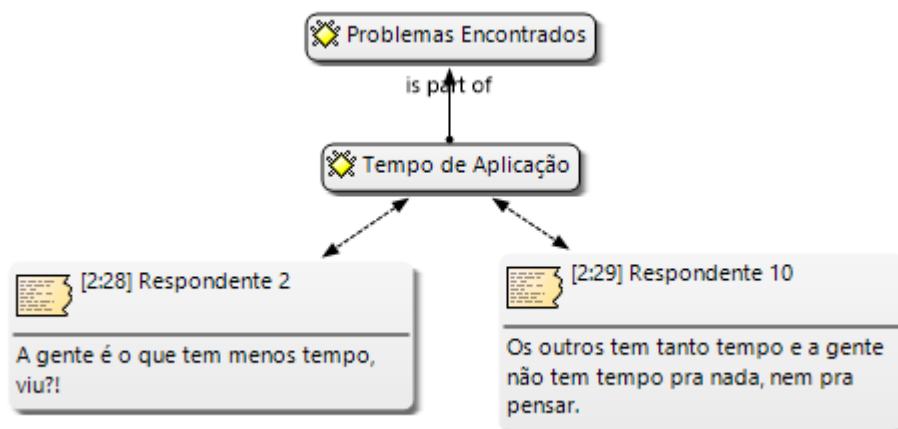 Problemas Encontrados
is part of
Tempo de Aplicação
[2:28] Respondente 2
A gente é o que tem menos tempo,
viu?!
[2:29] Respondente 10
Os outros tem tanto tempo e a gente
não tem tempo pra nada, nem pra
pensar.